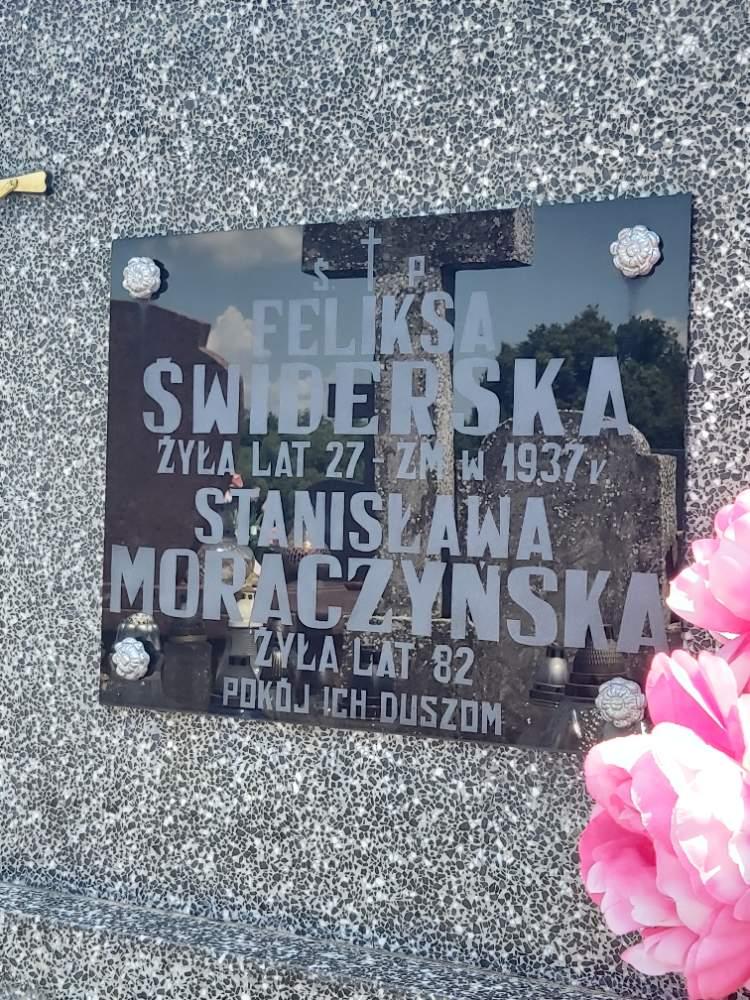 Ś. P.
FELIKSA
ŚWIDERSKA
ŻYŁA LAT 27 - ZM W 1937 r
STANISŁAWA
MORACZYŃSKA
ŻYŁA LAT 82
POKÓJ ICH DUSZOM